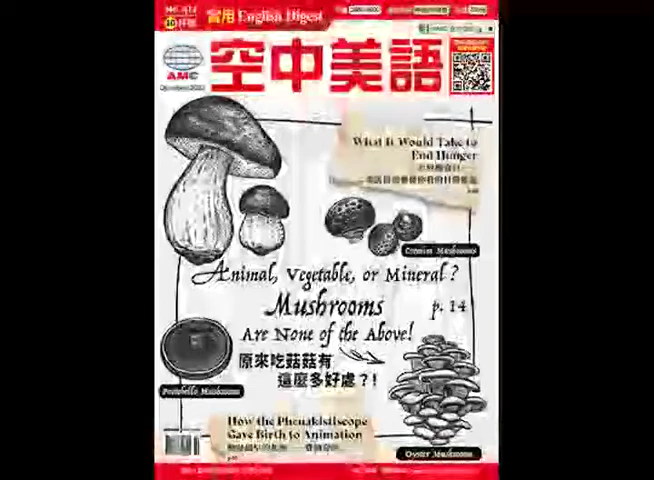 實用 English Digest
空中美語
AMC
What It Would Take to
End Hunger
Cremini Mushrooms
Animal, Vegetable, or Mineral?
Mushrooms
p. 14
Are None of the Above!
原來吃菇菇有
這麼多好處?!
Portobello Mushroom
How the Phenakistiscope
Gave Birth to Animation
Oyster Mushrooms